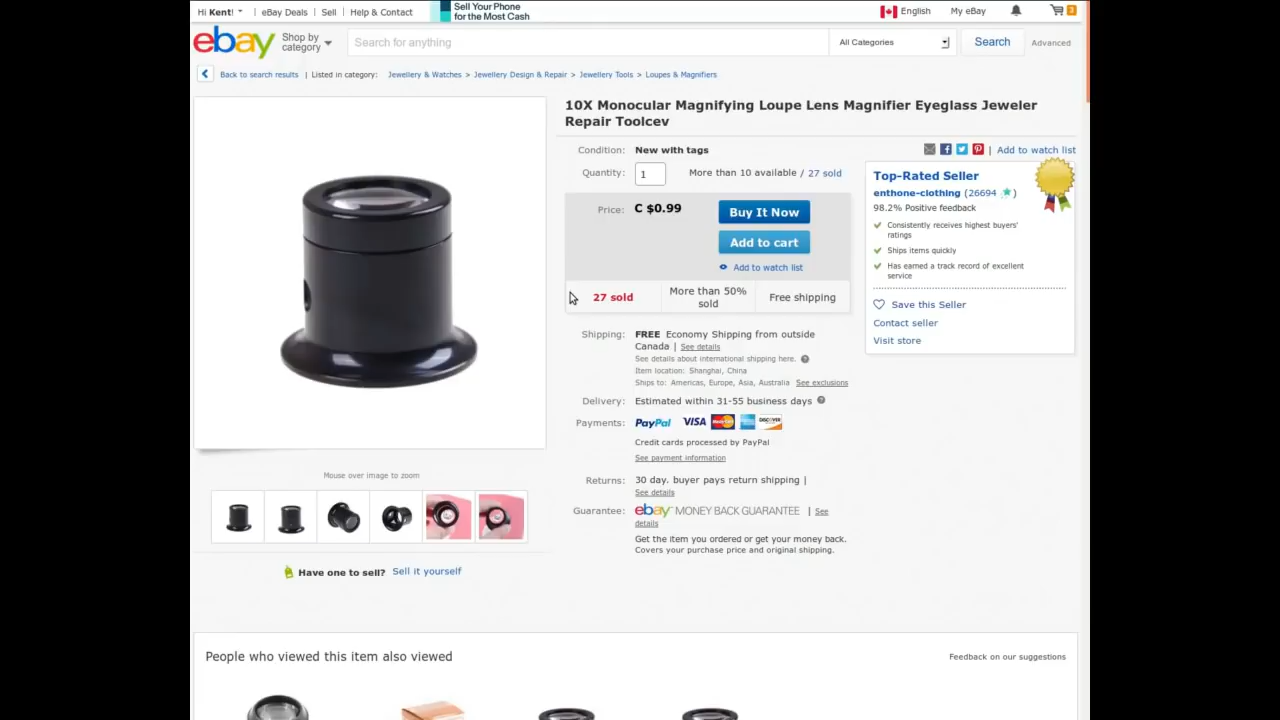 Hi Kent!
eBay Deals
Sell
Help & Contact
Sell Your Phone
for the Most Cash
English
My eBay
3
ebay
Shop by
category
Search for anything
All Categories
Search
Advanced
Back to search results | Listed in category: Jewellery & Watches > Jewellery Design & Repair > Jewellery Tools > Loupes & Magnifiers
10X Monocular Magnifying Loupe Lens Magnifier Eyeglass Jeweler
Repair Toolcev
Condition: New with tags
| Add to watch list
Quantity: 1 More than 10 available / 27 sold
Price: C $0.99
Buy It Now
Add to cart
Add to watch list
27 sold
More than 50%
sold
Free shipping
Top-Rated Seller
enthone-clothing (26694 )
98.2% Positive feedback
Consistently receives highest buyers'
ratings
Ships items quickly
Has earned a track record of excellent
service
Save this Seller
Contact seller
Visit store
Shipping: FREE Economy Shipping from outside
Canada | See details
See details about international shipping here.
Item location: Shanghai, China
Ships to: Americas, Europe, Asia, Australia See exclusions
Delivery: Estimated within 31-55 business days
Payments: PayPal VISA MasterCard DISCOVER
Credit cards processed by PayPal
See payment information
Returns: 30 day. buyer pays return shipping |
See details
Guarantee: ebay MONEY BACK GUARANTEE | See
details
Get the item you ordered or get your money back.
Covers your purchase price and original shipping.
Mouse over image to zoom
Have one to sell? Sell it yourself
People who viewed this item also viewed
Feedback on our suggestions